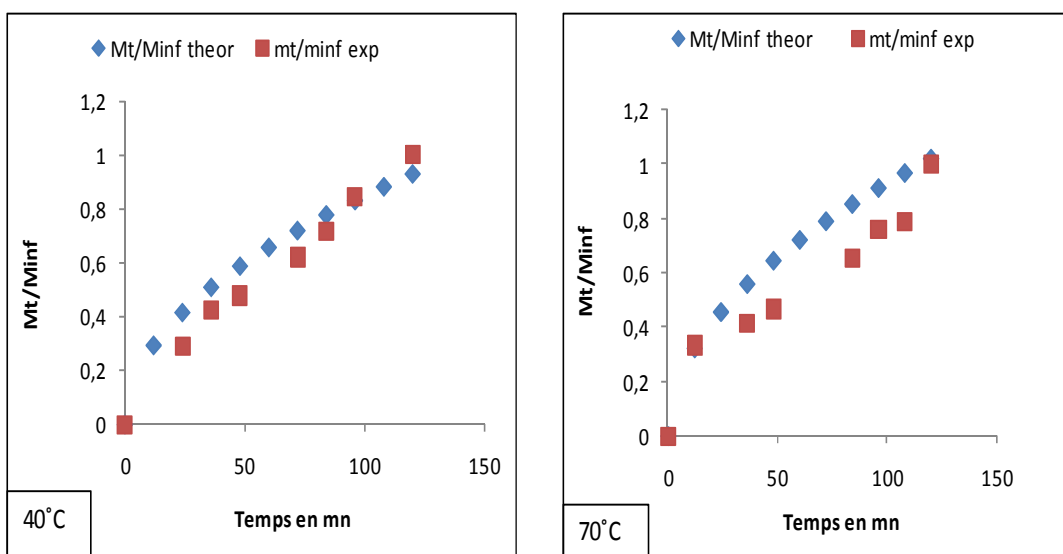 Mt/Minf theor mt/minf exp
1,2
1
0,8
0,6
0,4
0,2
0
0 50 100 150
Mt/Minf
Temps en mn
40°C
Mt/Minf theor mt/minf exp
1,2
1
0,8
0,6
0,4
0,2
0
0 50 100 150
Mt/Minf
Temps en mn
70°C